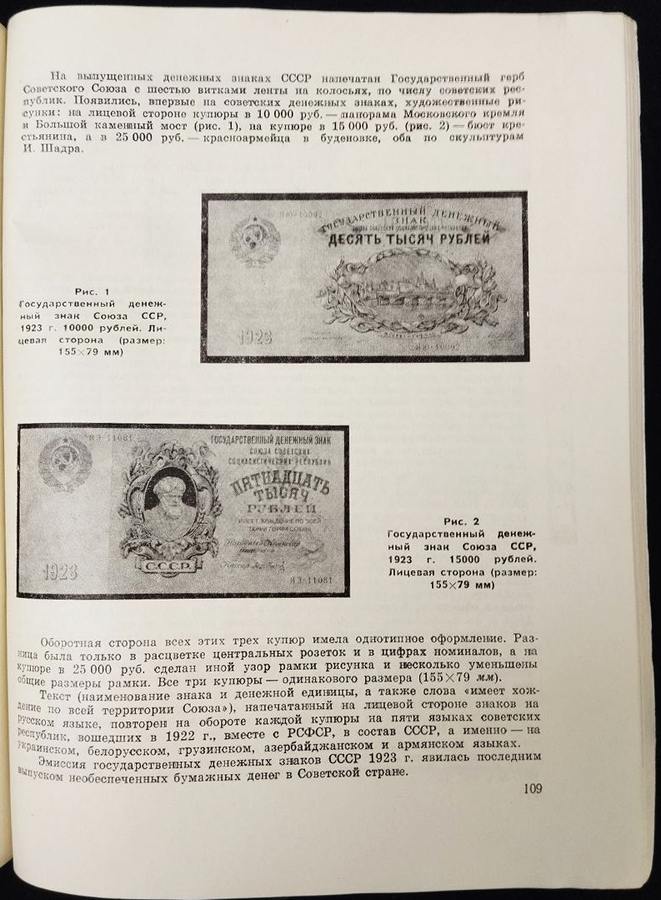 На выпущенных денежных знаках СССР напечатан Государственный герб
Советского Союза с шестью витками ленты на колосьях, по числу советских рес-
публик. Появились, впервые на советских денежных знаках, художественные ри-
сунки: на лицевой стороне купюры в 10 000 руб. — панорама Московского кремля
и Большой каменный мост (рис. 1), на купюре в 15 000 руб. (рис. 2) — бюст кре-
стьянина, а в 25 000 руб. — красноармейца в буденовке, оба по скульптурам
И. Шадра.
ГОСУДАРСТВЕННЫЙ ДЕНЕЖНЫЙ
ЗНАК
ДЕСЯТЬ ТЫСЯЧ РУБЛЕЙ
1923
Рис. 1
Государственный денеж-
ный знак Союза ССР,
1923 г. 10000 рублей. Ли-
цевая сторона (размер:
155×79 мм)
ЯЭ-11081
ГОСУДАРСТВЕННЫЙ ДЕНЕЖНЫЙ ЗНАК
СОЮЗА СОВЕТСКИХ
СОЦИАЛИСТИЧЕСКИХ РЕСПУБЛИК
ПЯТНАДЦАТЬ
ТЫСЯЧ
РУБЛЕЙ
ИМЕЕТ ХОЖДЕНИЕ ПО ВСЕЙ
ТЕРРИТОРИИ СОЮЗА
С.С.С.Р.
1923
ЯЭ-11081
Рис. 2
Государственный денеж-
ный знак Союза ССР,
1923 г. 15000 рублей.
Лицевая сторона (размер:
155×79 мм)
Оборотная сторона всех этих трех купюр имела однотипное оформление. Раз-
ница была только в расцветке центральных розеток и в цифрах номиналов, а на
купюре в 25 000 руб. сделан иной узор рамки рисунка и несколько уменьшены
общие размеры рамки. Все три купюры — одинакового размера (155×79 мм).
Текст (наименование знака и денежной единицы, а также слова «имеет хож-
дение по всей территории Союза»), напечатанный на лицевой стороне знаков на
русском языке, повторен на обороте каждой купюры на пяти языках советских
республик, вошедших в 1922 г., вместе с РСФСР, в состав СССР, а именно — на
украинском, белорусском, грузинском, азербайджанском и армянском языках.
Эмиссия государственных денежных знаков СССР 1923 г. явилась последним
выпуском необеспеченных бумажных денег в Советской стране.
109